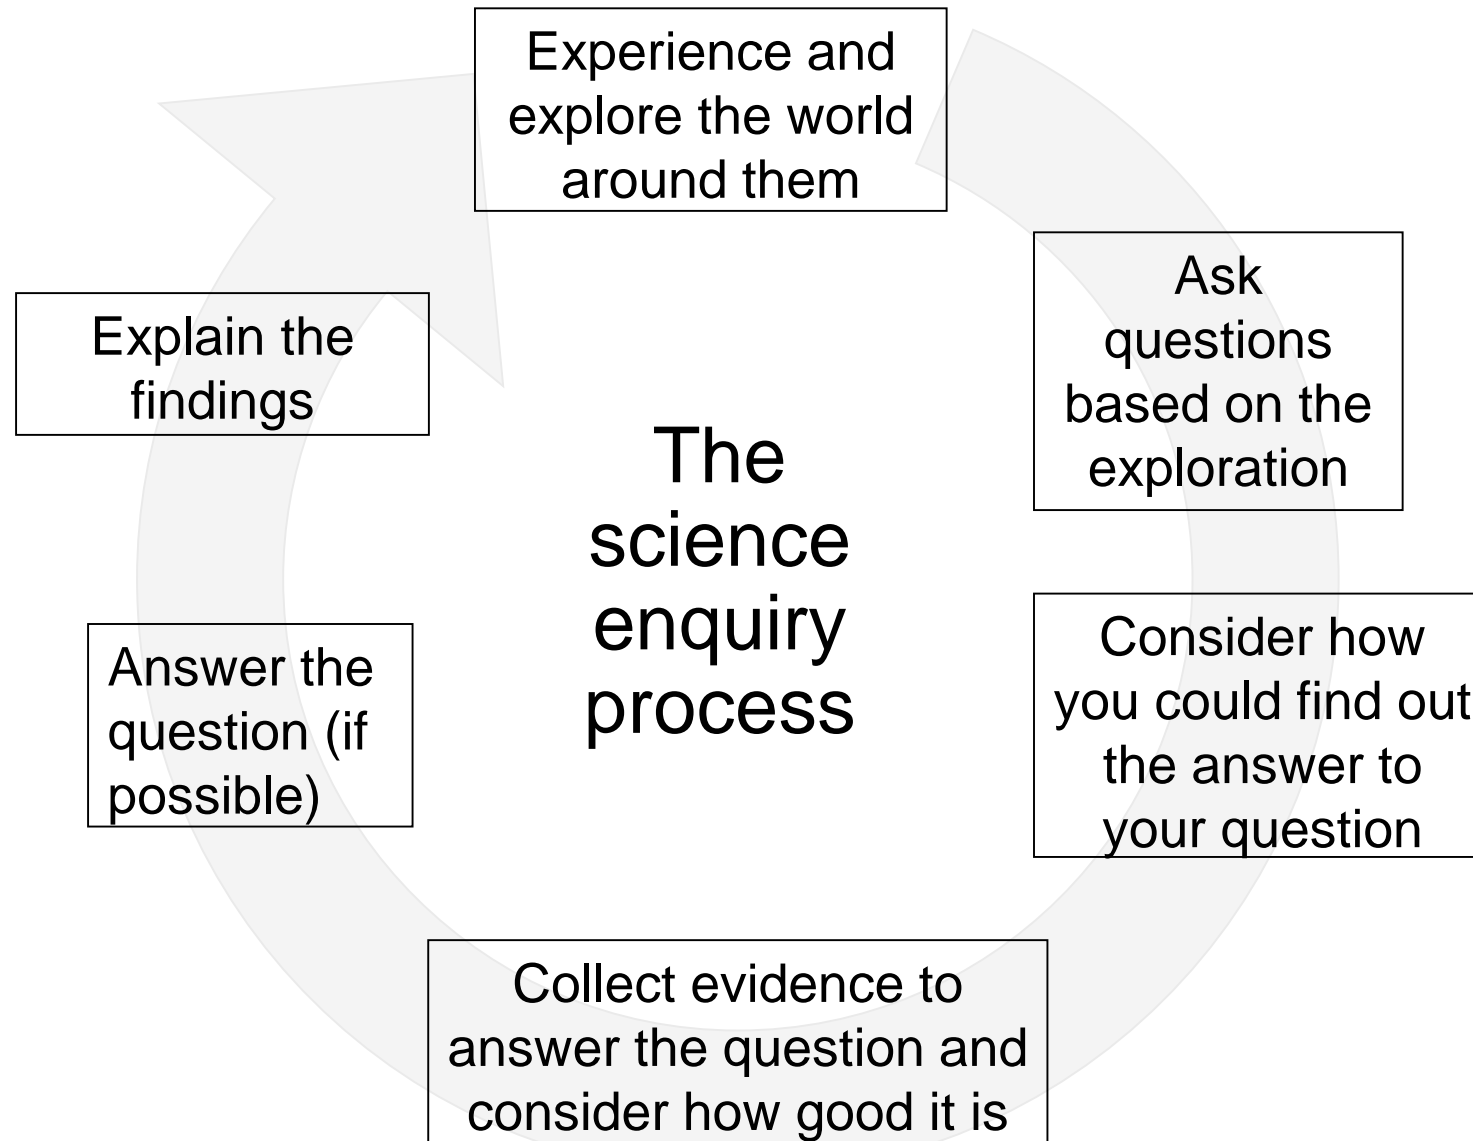 Experience and
explore the world
around them
Ask
questions
based on the
exploration
Consider how
you could find out
the answer to
your question
Collect evidence to
answer the question and
consider how good it is
Answer the
question (if
possible)
Explain the
findings
The
science
enquiry
process